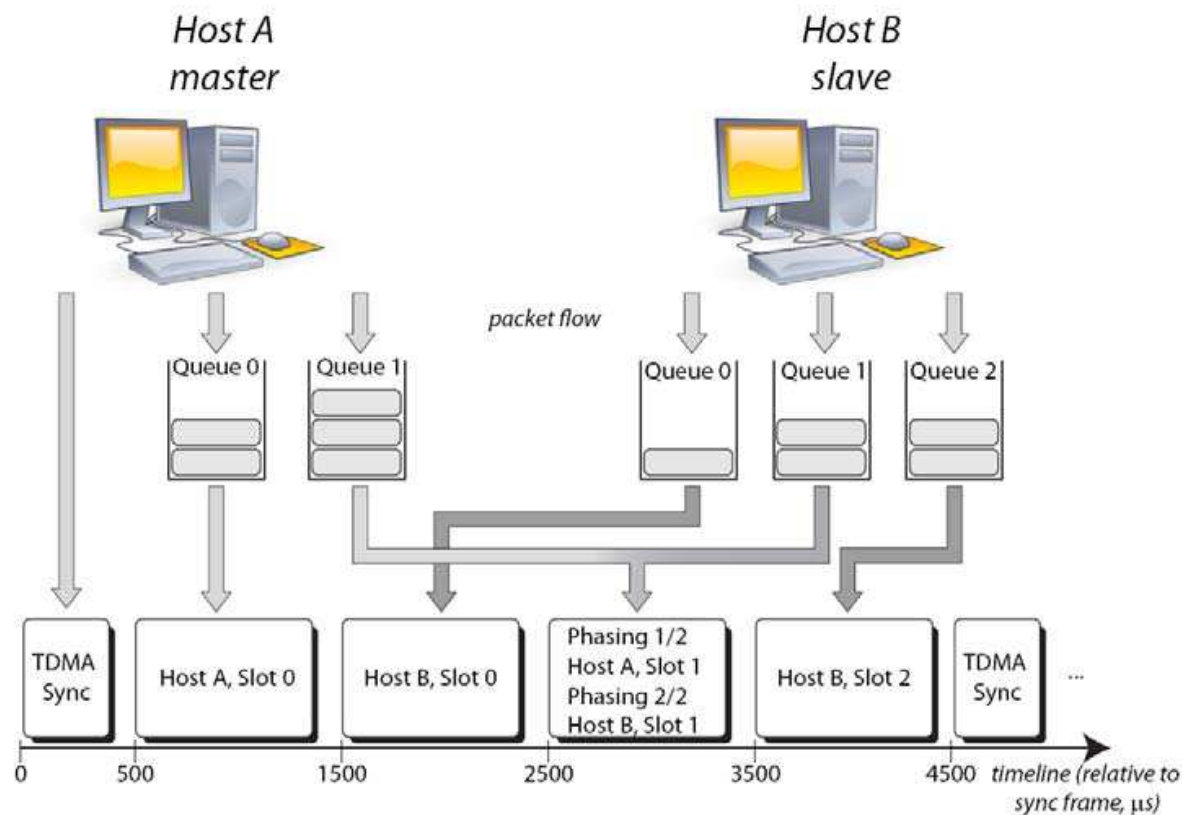 Host A
master
Host B
slave
packet flow
Queue 0
Queue 1
Queue 0
Queue 1
Queue 2
TDMA
Sync
Host A, Slot 0
Host B, Slot 0
Phasing 1/2
Host A, Slot 1
Phasing 2/2
Host B, Slot 1
Host B, Slot 2
TDMA
Sync
...
0
500
1500
2500
3500
4500
timeline (relative to
sync frame, µs)